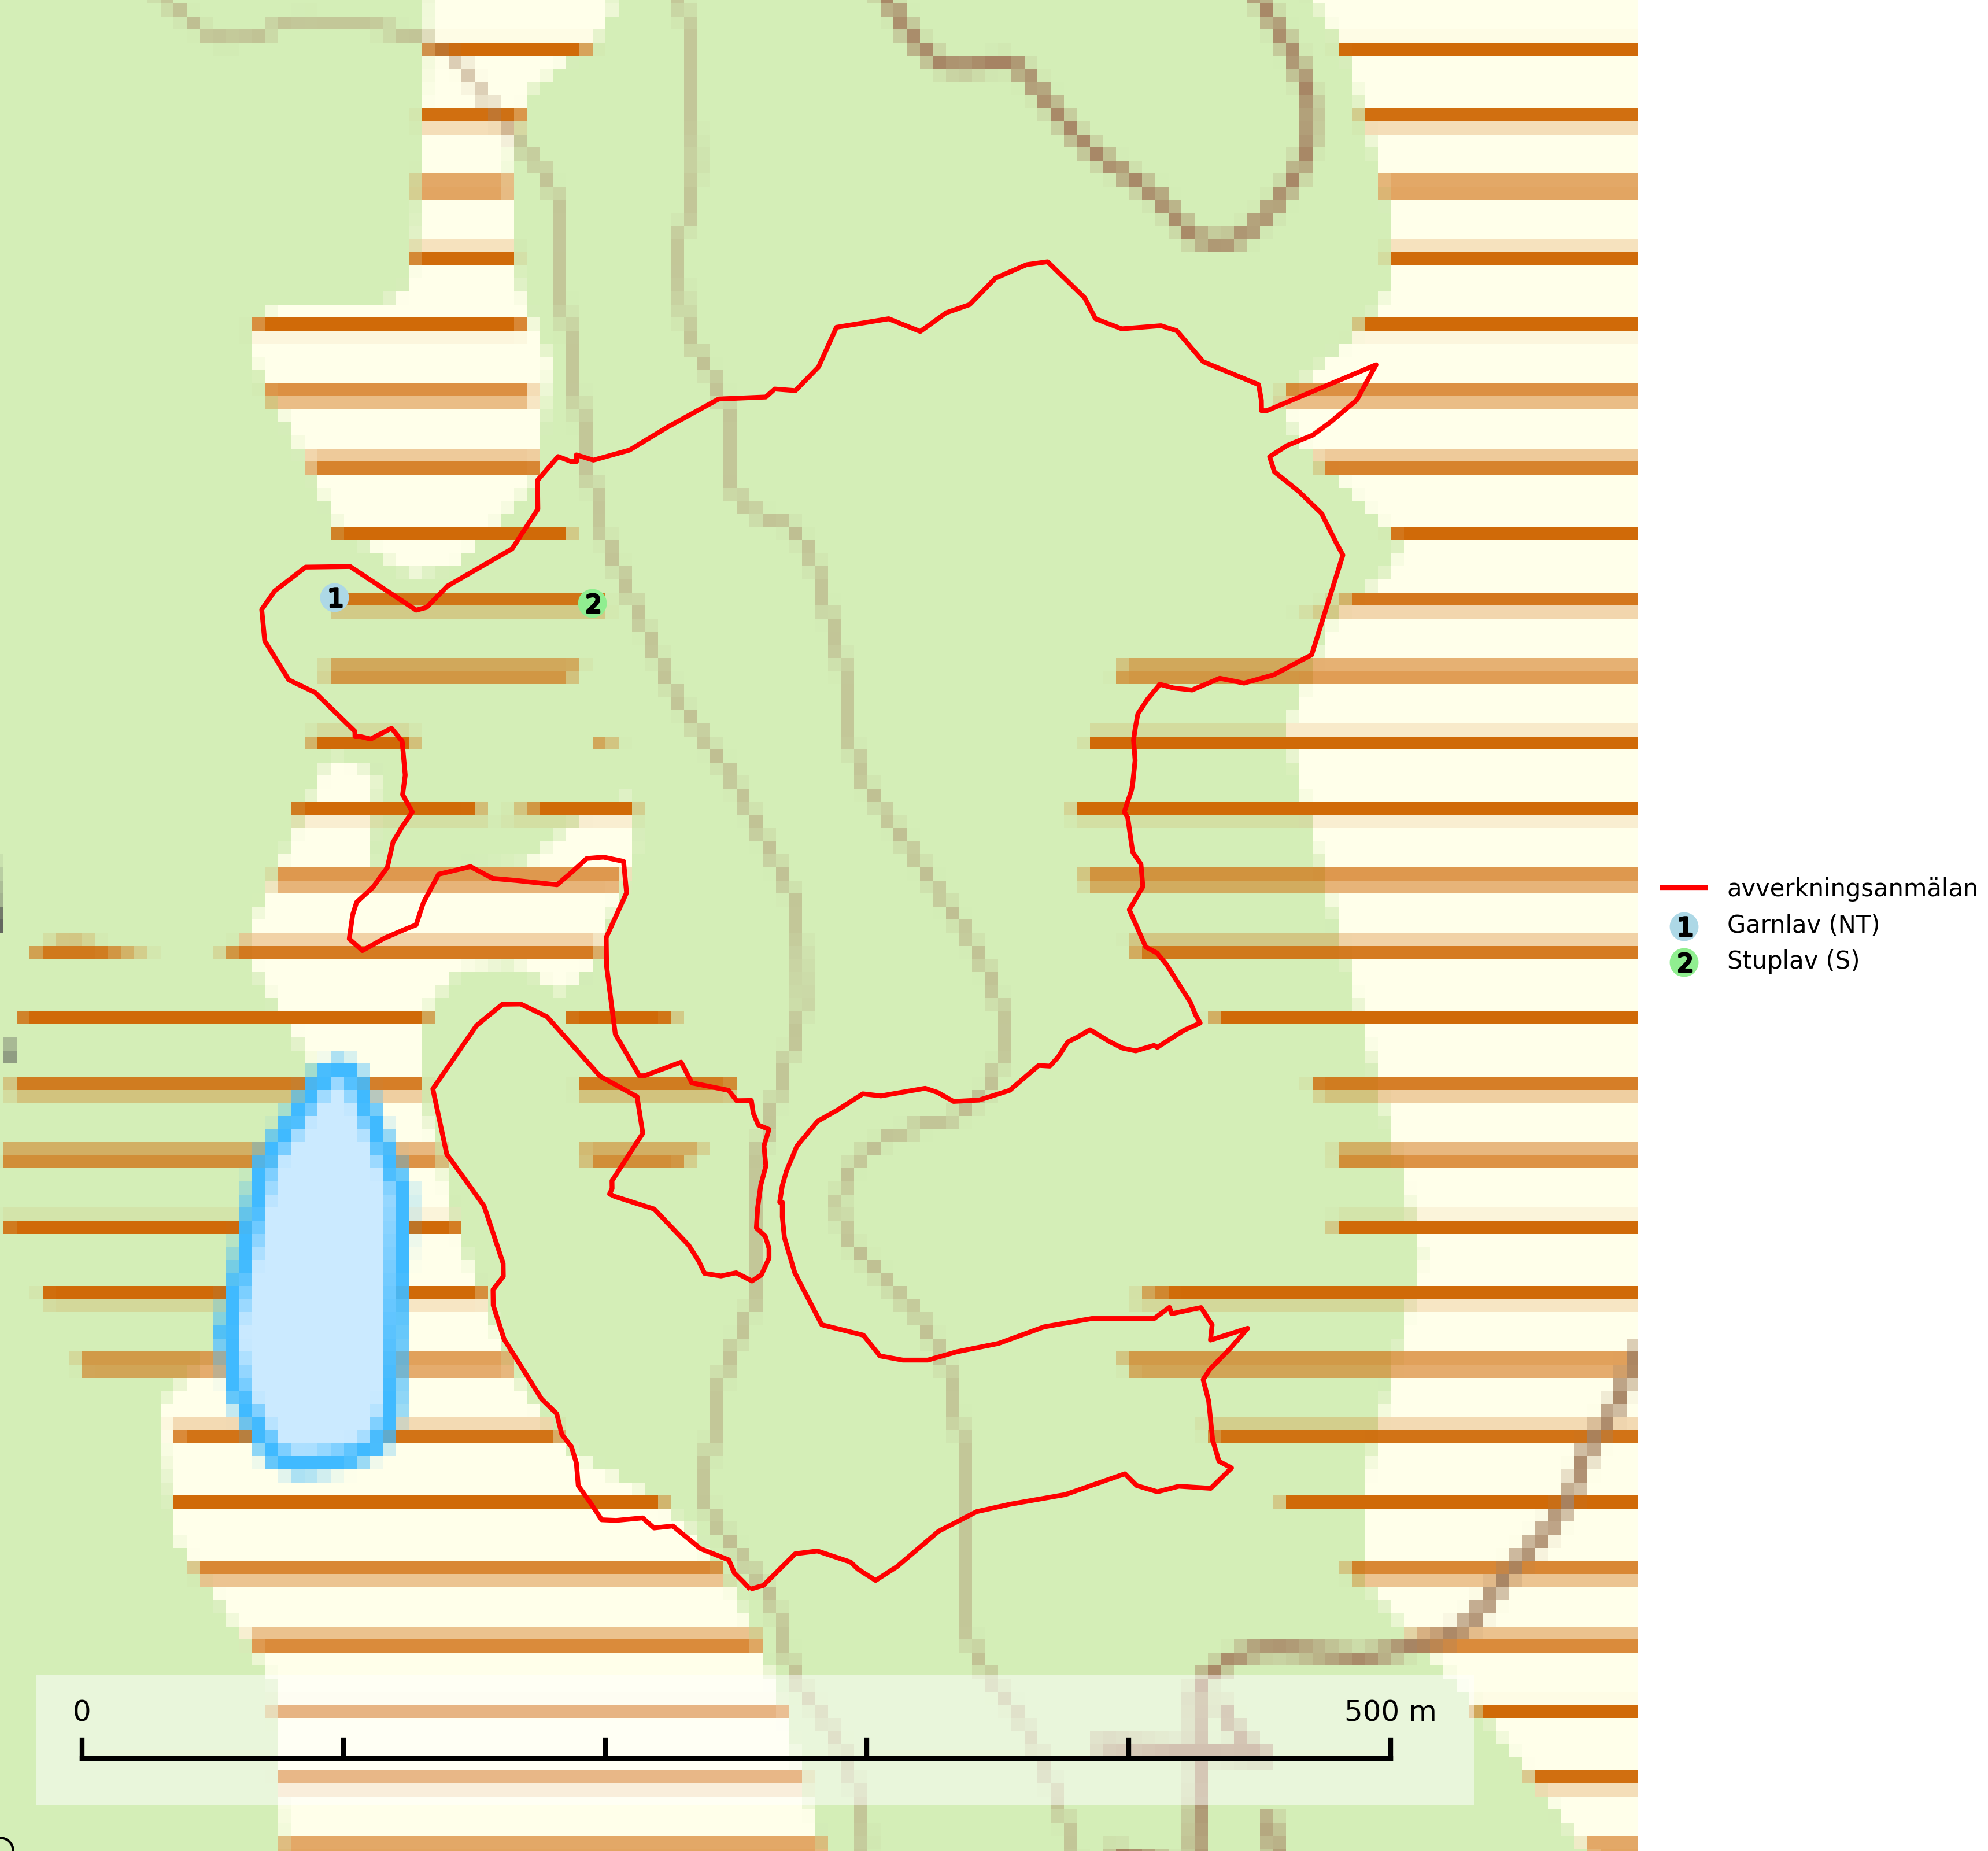 1
2
avverkningsanmälan
1 Garnlav (NT)
2 Stuplav (S)
0 500 m